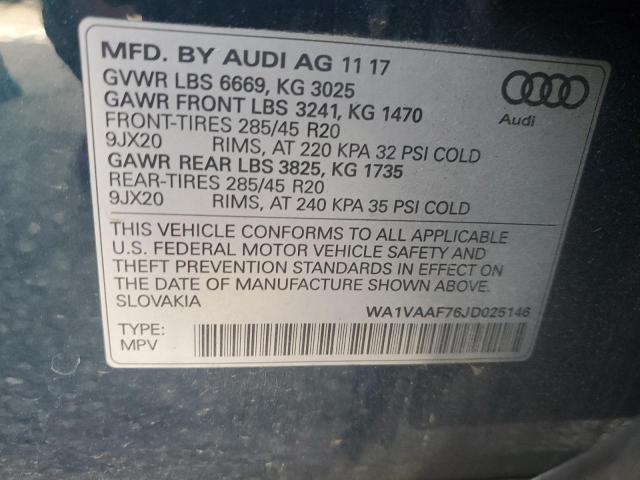 MFD. BY AUDI AG 11 17
GVWR LBS 6669, KG 3025
GAWR FRONT LBS 3241, KG 1470
FRONT-TIRES 285/45 R20
9JX20 RIMS, AT 220 KPA 32 PSI COLD
GAWR REAR LBS 3825, KG 1735
REAR-TIRES 285/45 R20
9JX20 RIMS, AT 240 KPA 35 PSI COLD
Audi
THIS VEHICLE CONFORMS TO ALL APPLICABLE
U.S. FEDERAL MOTOR VEHICLE SAFETY AND
THEFT PREVENTION STANDARDS IN EFFECT ON
THE DATE OF MANUFACTURE SHOWN ABOVE.
SLOVAKIA WA1VAAF76JD025146
TYPE:
MPV